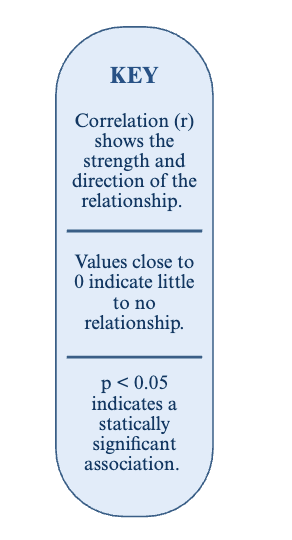 KEY
Correlation (r)
shows the
strength and
direction of the
relationship.
Values close to
0 indicate little
to no
relationship.
p < 0.05
indicates a
statically
significant
association.